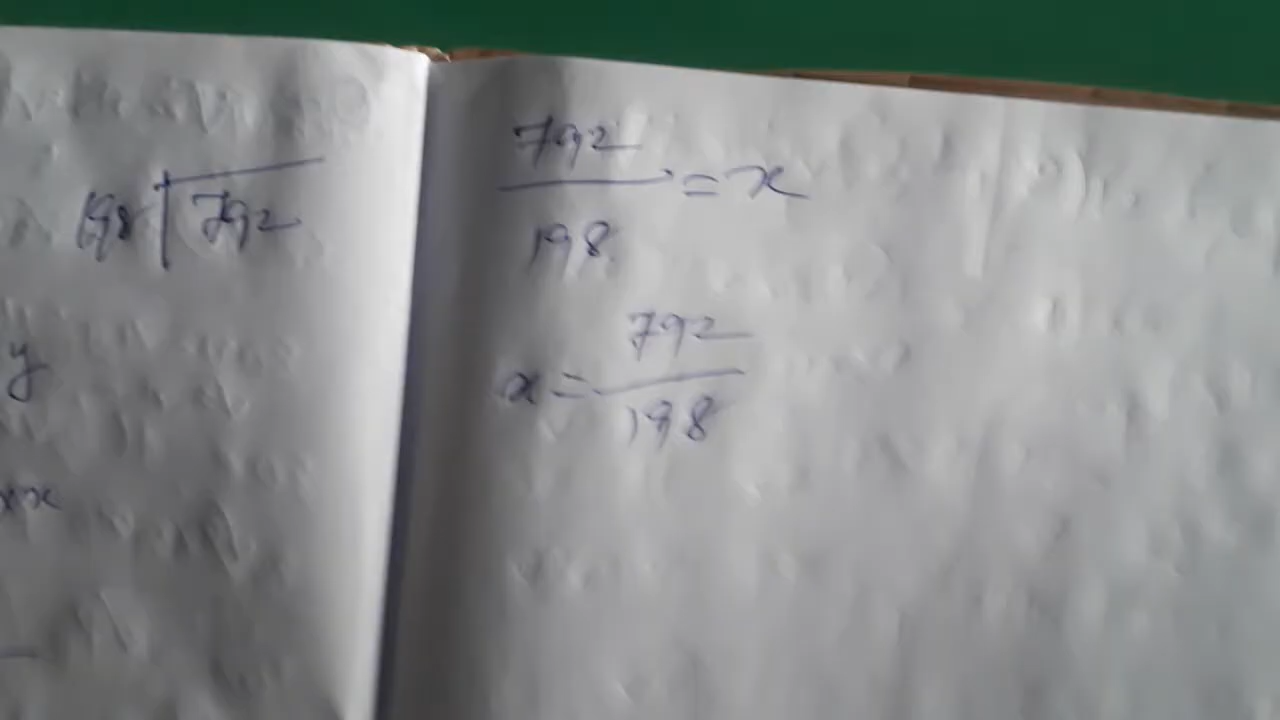 198 | 792
y
x
792
198 = x
x = 792
198